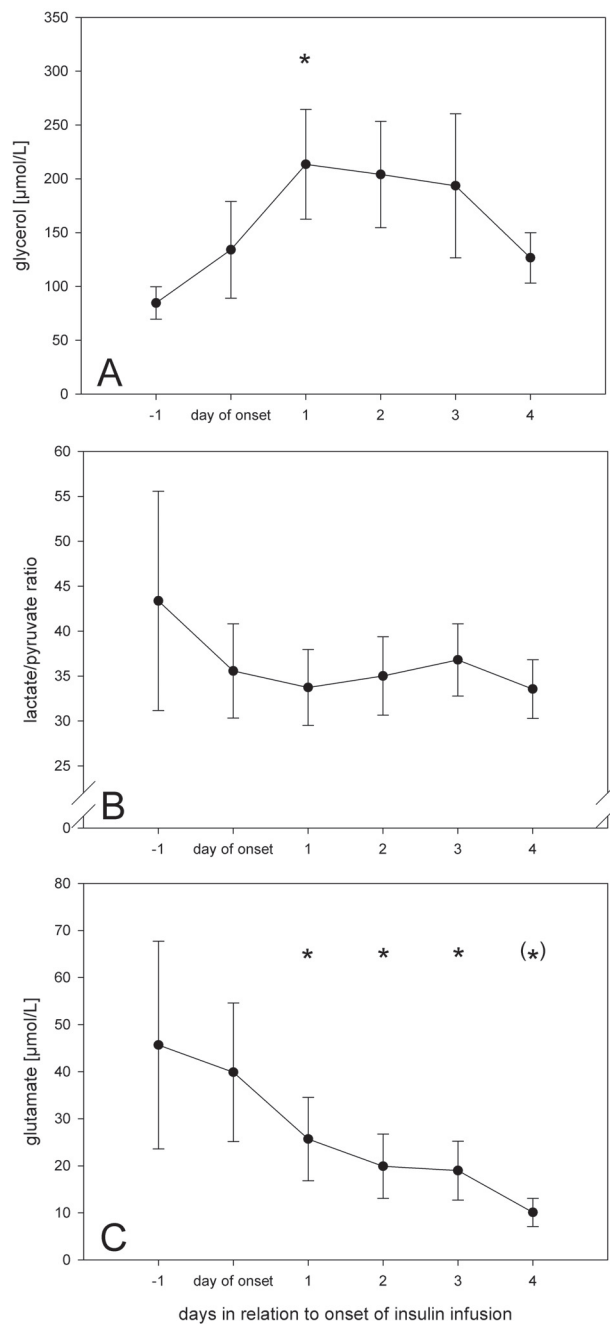 350
300
*
250
200
150
100
50
0
glycerol [µmol/L]
A
-1 day of onset 1 2 3 4
60
55
50
45
40
35
30
25
0
lactate/pyruvate ratio
B
-1 day of onset 1 2 3 4
80
70
* * * (*)
60
50
40
30
20
10
0
glutamate [µmol/L]
C
-1 day of onset 1 2 3 4
days in relation to onset of insulin infusion